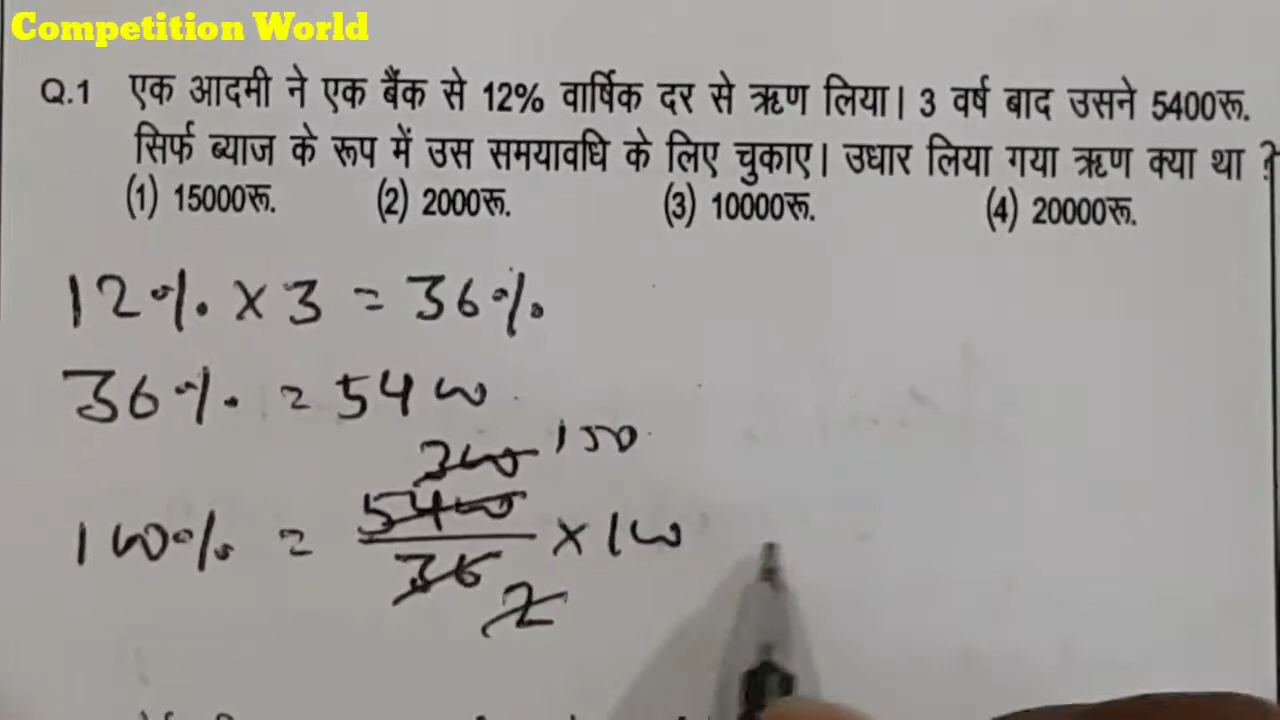 Competition World
Q.1 एक आदमी ने एक बैंक से 12% वार्षिक दर से ऋण लिया। 3 वर्ष बाद उसने 5400रू.
सिर्फ ब्याज के रूप में उस समयावधि के लिए चुकाए। उधार लिया गया ऋण क्या था ?
(1) 15000रू. (2) 2000रू. (3) 10000रू. (4) 20000रू.
12% × 3 = 36%
36% = 5400
300 150
100% = 5400/36 × 100
2